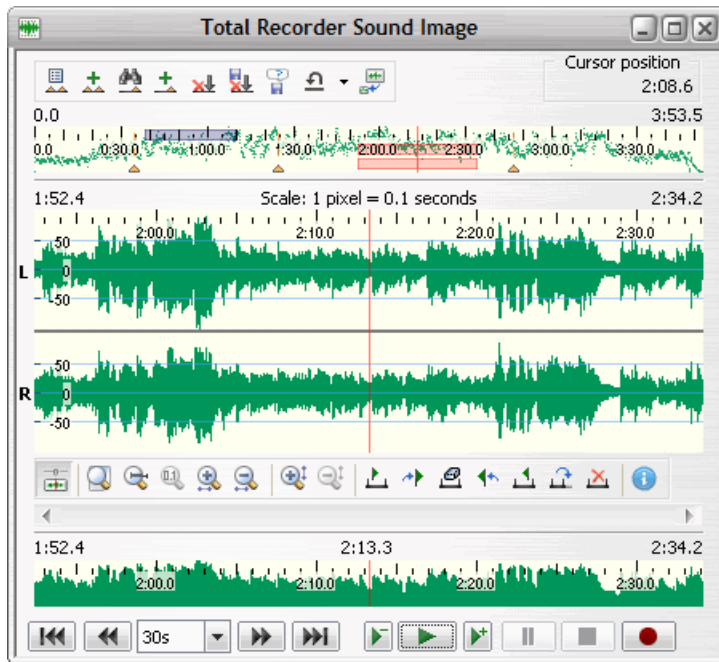 Total Recorder Sound Image
Cursor position
2:08.6
0.0 3:53.5
0.0 0:30.0 1:00.0 1:30.0 2:00.0 2:30.0 3:00.0 3:30.0
1:52.4 Scale: 1 pixel = 0.1 seconds 2:34.2
2:00.0 2:10.0 2:20.0 2:30.0
50
L 0
-50
50
R 0
-50
0.1
1:52.4 2:13.3 2:34.2
2:00.0 2:10.0 2:20.0 2:30.0
30s